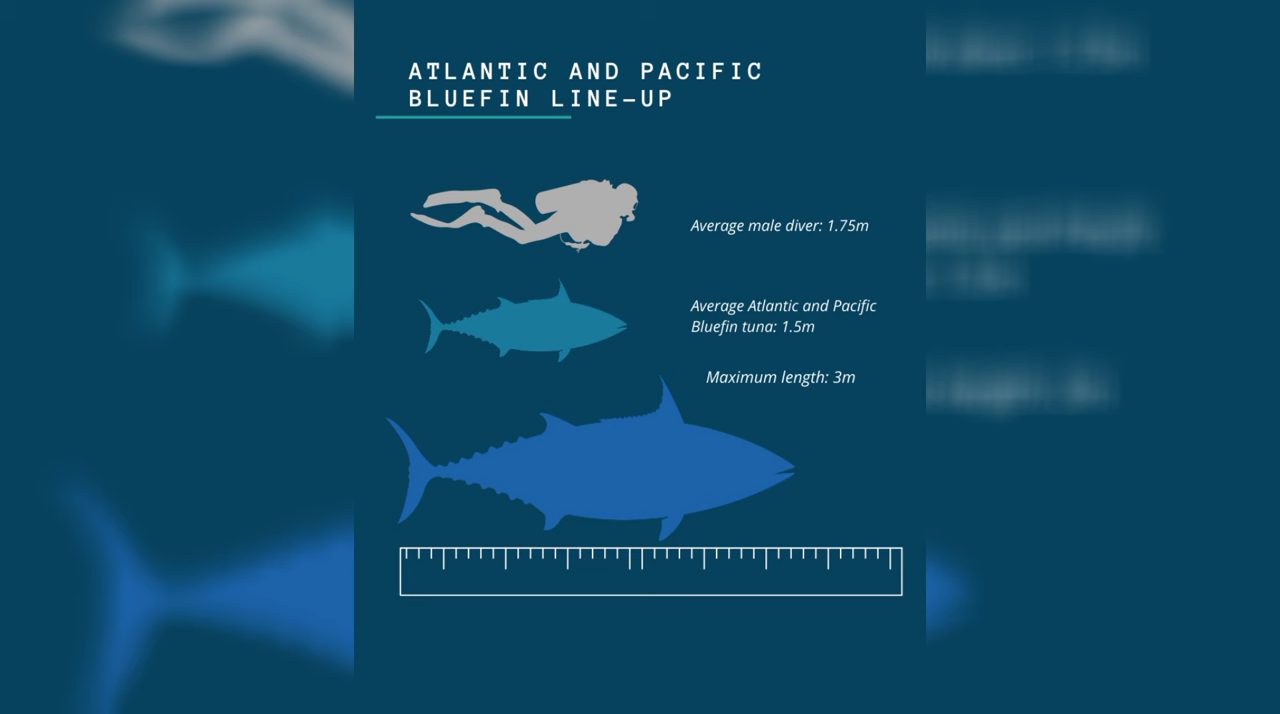 ATLANTIC AND PACIFIC
BLUEFIN LINE-UP
Average male diver: 1.75m
Average Atlantic and Pacific
Bluefin tuna: 1.5m
Maximum length: 3m